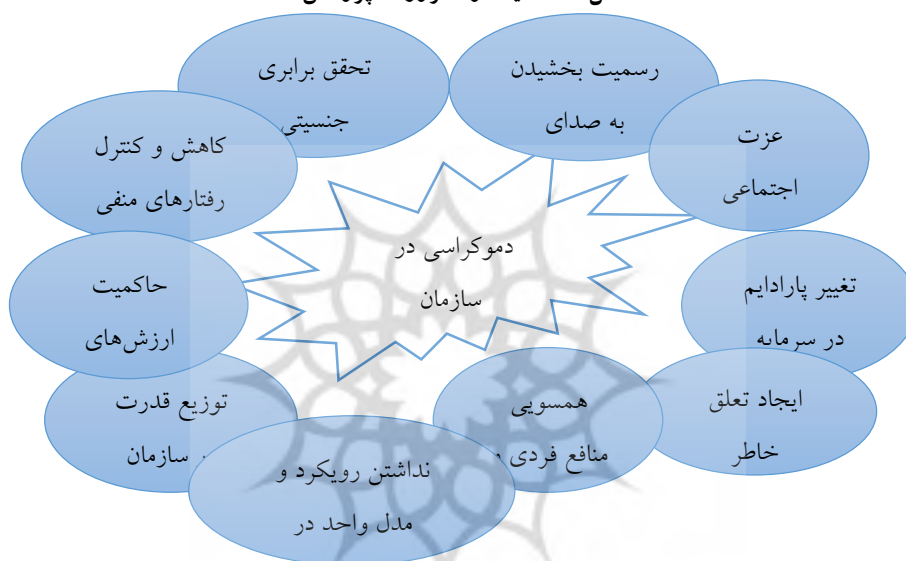 تحقق برابری
جنسیتی
رسمیت بخشیدن
به صدای
عزت
اجتماعی
کاهش و کنترل
رفتارهای منفی
دموکراسی در
سازمان
تغییر پارادایم
در سرمایه
حاکمیت
ارزش‌های
ایجاد تعلق
خاطر
همسویی
منافع فردی و
توزیع قدرت
سازمان
نداشتن رویکرد و
مدل واحد در